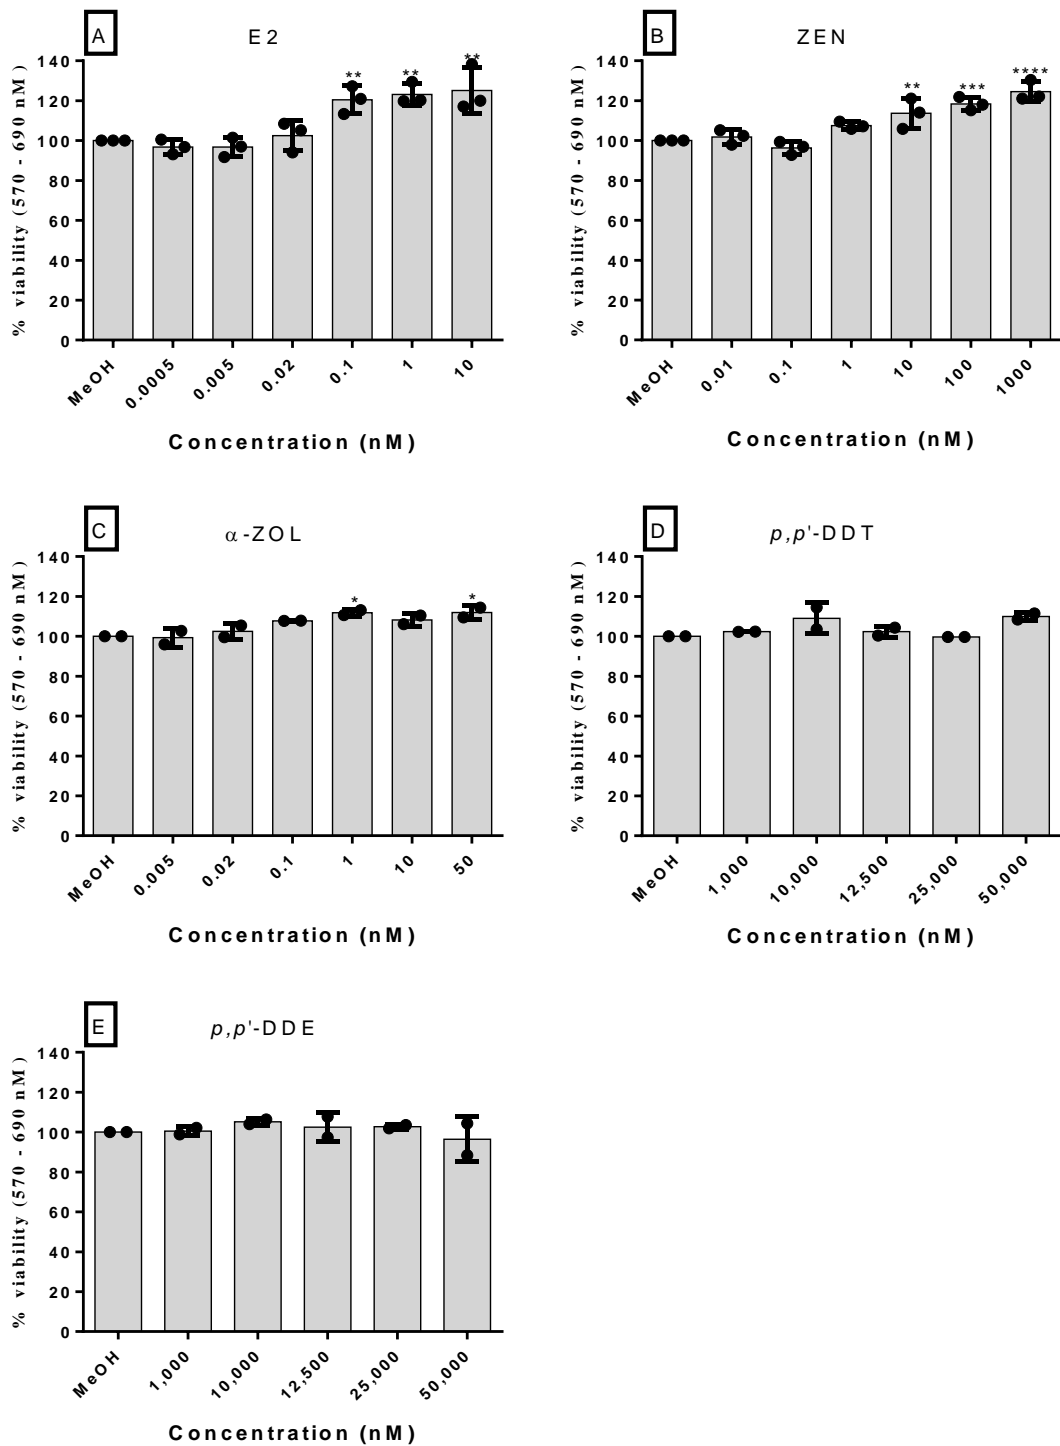 A
E2
% viability (570 - 690 nM)
140
120
100
80
60
40
20
0
** ** **
MeOH 0.0005 0.005 0.02 0.1 1 10
Concentration (nM)
B
ZEN
% viability (570 - 690 nM)
140
120
100
80
60
40
20
0
** *** ****
MeOH 0.01 0.1 1 10 100 1000
Concentration (nM)
C
α-ZOL
% viability (570 - 690 nM)
140
120
100
80
60
40
20
0
* *
MeOH 0.005 0.02 0.1 1 10 50
Concentration (nM)
D
p,p'-DDT
% viability (570 - 690 nM)
140
120
100
80
60
40
20
0
MeOH 1,000 10,000 12,500 25,000 50,000
Concentration (nM)
E
p,p'-DDE
% viability (570 - 690 nM)
140
120
100
80
60
40
20
0
MeOH 1,000 10,000 12,500 25,000 50,000
Concentration (nM)